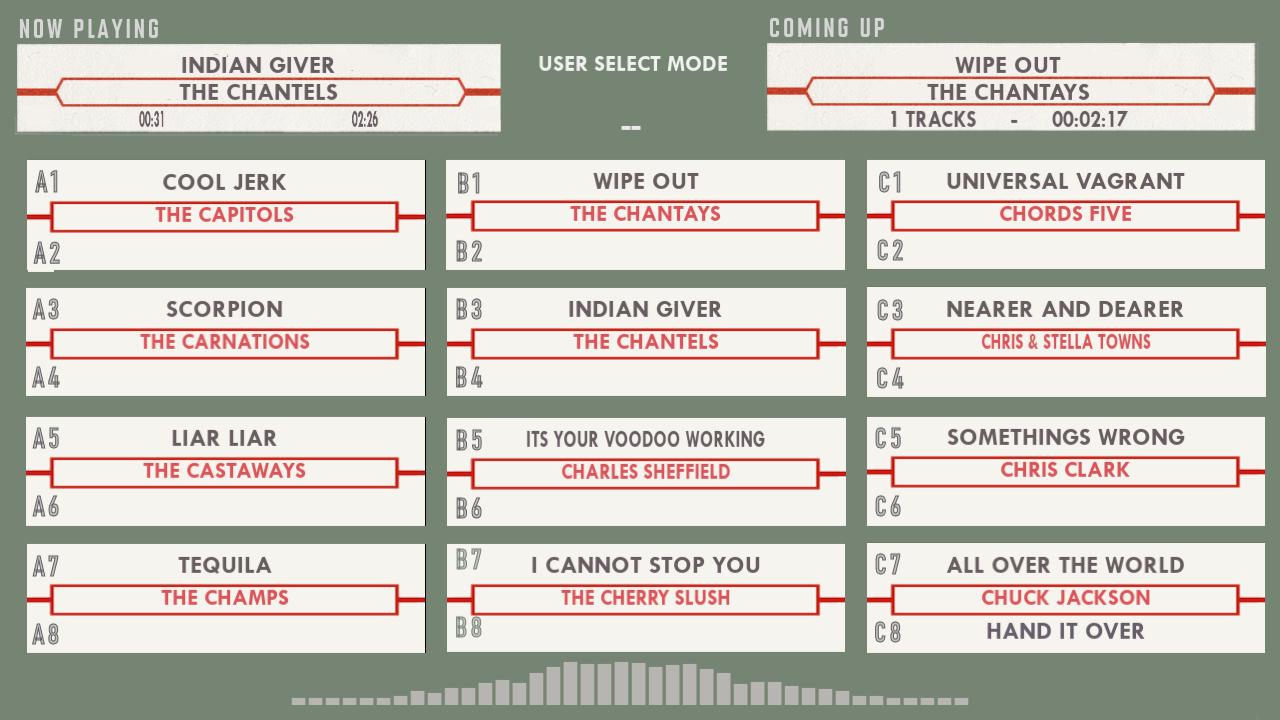 NOW PLAYING
INDIAN GIVER
THE CHANTELS
00:31 02:26
USER SELECT MODE
--
COMING UP
WIPE OUT
THE CHANTAYS
1 TRACKS - 00:02:17
A1 COOL JERK
THE CAPITOLS
A2
B1 WIPE OUT
THE CHANTAYS
B2
C1 UNIVERSAL VAGRANT
CHORDS FIVE
C2
A3 SCORPION
THE CARNATIONS
A4
B3 INDIAN GIVER
THE CHANTELS
B4
C3 NEARER AND DEARER
CHRIS & STELLA TOWNS
C4
A5 LIAR LIAR
THE CASTAWAYS
A6
B5 ITS YOUR VOODOO WORKING
CHARLES SHEFFIELD
B6
C5 SOMETHINGS WRONG
CHRIS CLARK
C6
A7 TEQUILA
THE CHAMPS
A8
B7 I CANNOT STOP YOU
THE CHERRY SLUSH
B8
C7 ALL OVER THE WORLD
CHUCK JACKSON
C8 HAND IT OVER